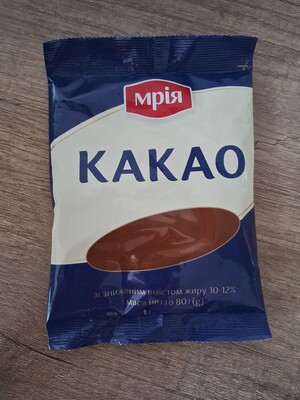 мрія
КАКАО
зі зниженим вмістом жиру 10-12%
маса нетто 80 г (g)